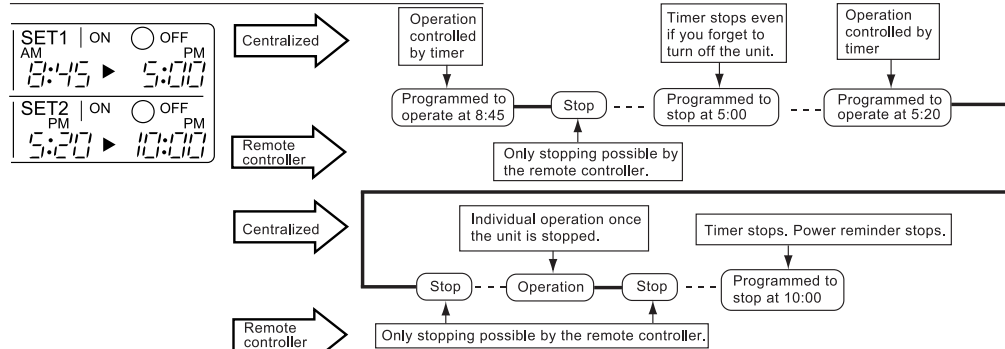 SET1 ON OFF
AM PM
8:45 ▶ 5:00
SET2 ON OFF
PM PM
5:20 ▶ 10:00
Centralized
Operation
controlled
by timer
Timer stops even
if you forget to
turn off the unit.
Operation
controlled by
timer
Programmed to
operate at 8:45
Stop
Programmed to
stop at 5:00
Programmed to
operate at 5:20
Remote
controller
Only stopping possible by
the remote controller.
Centralized
Individual operation once
the unit is stopped.
Timer stops. Power reminder stops.
Stop
Operation
Stop
Programmed to
stop at 10:00
Remote
controller
Only stopping possible by the remote controller.